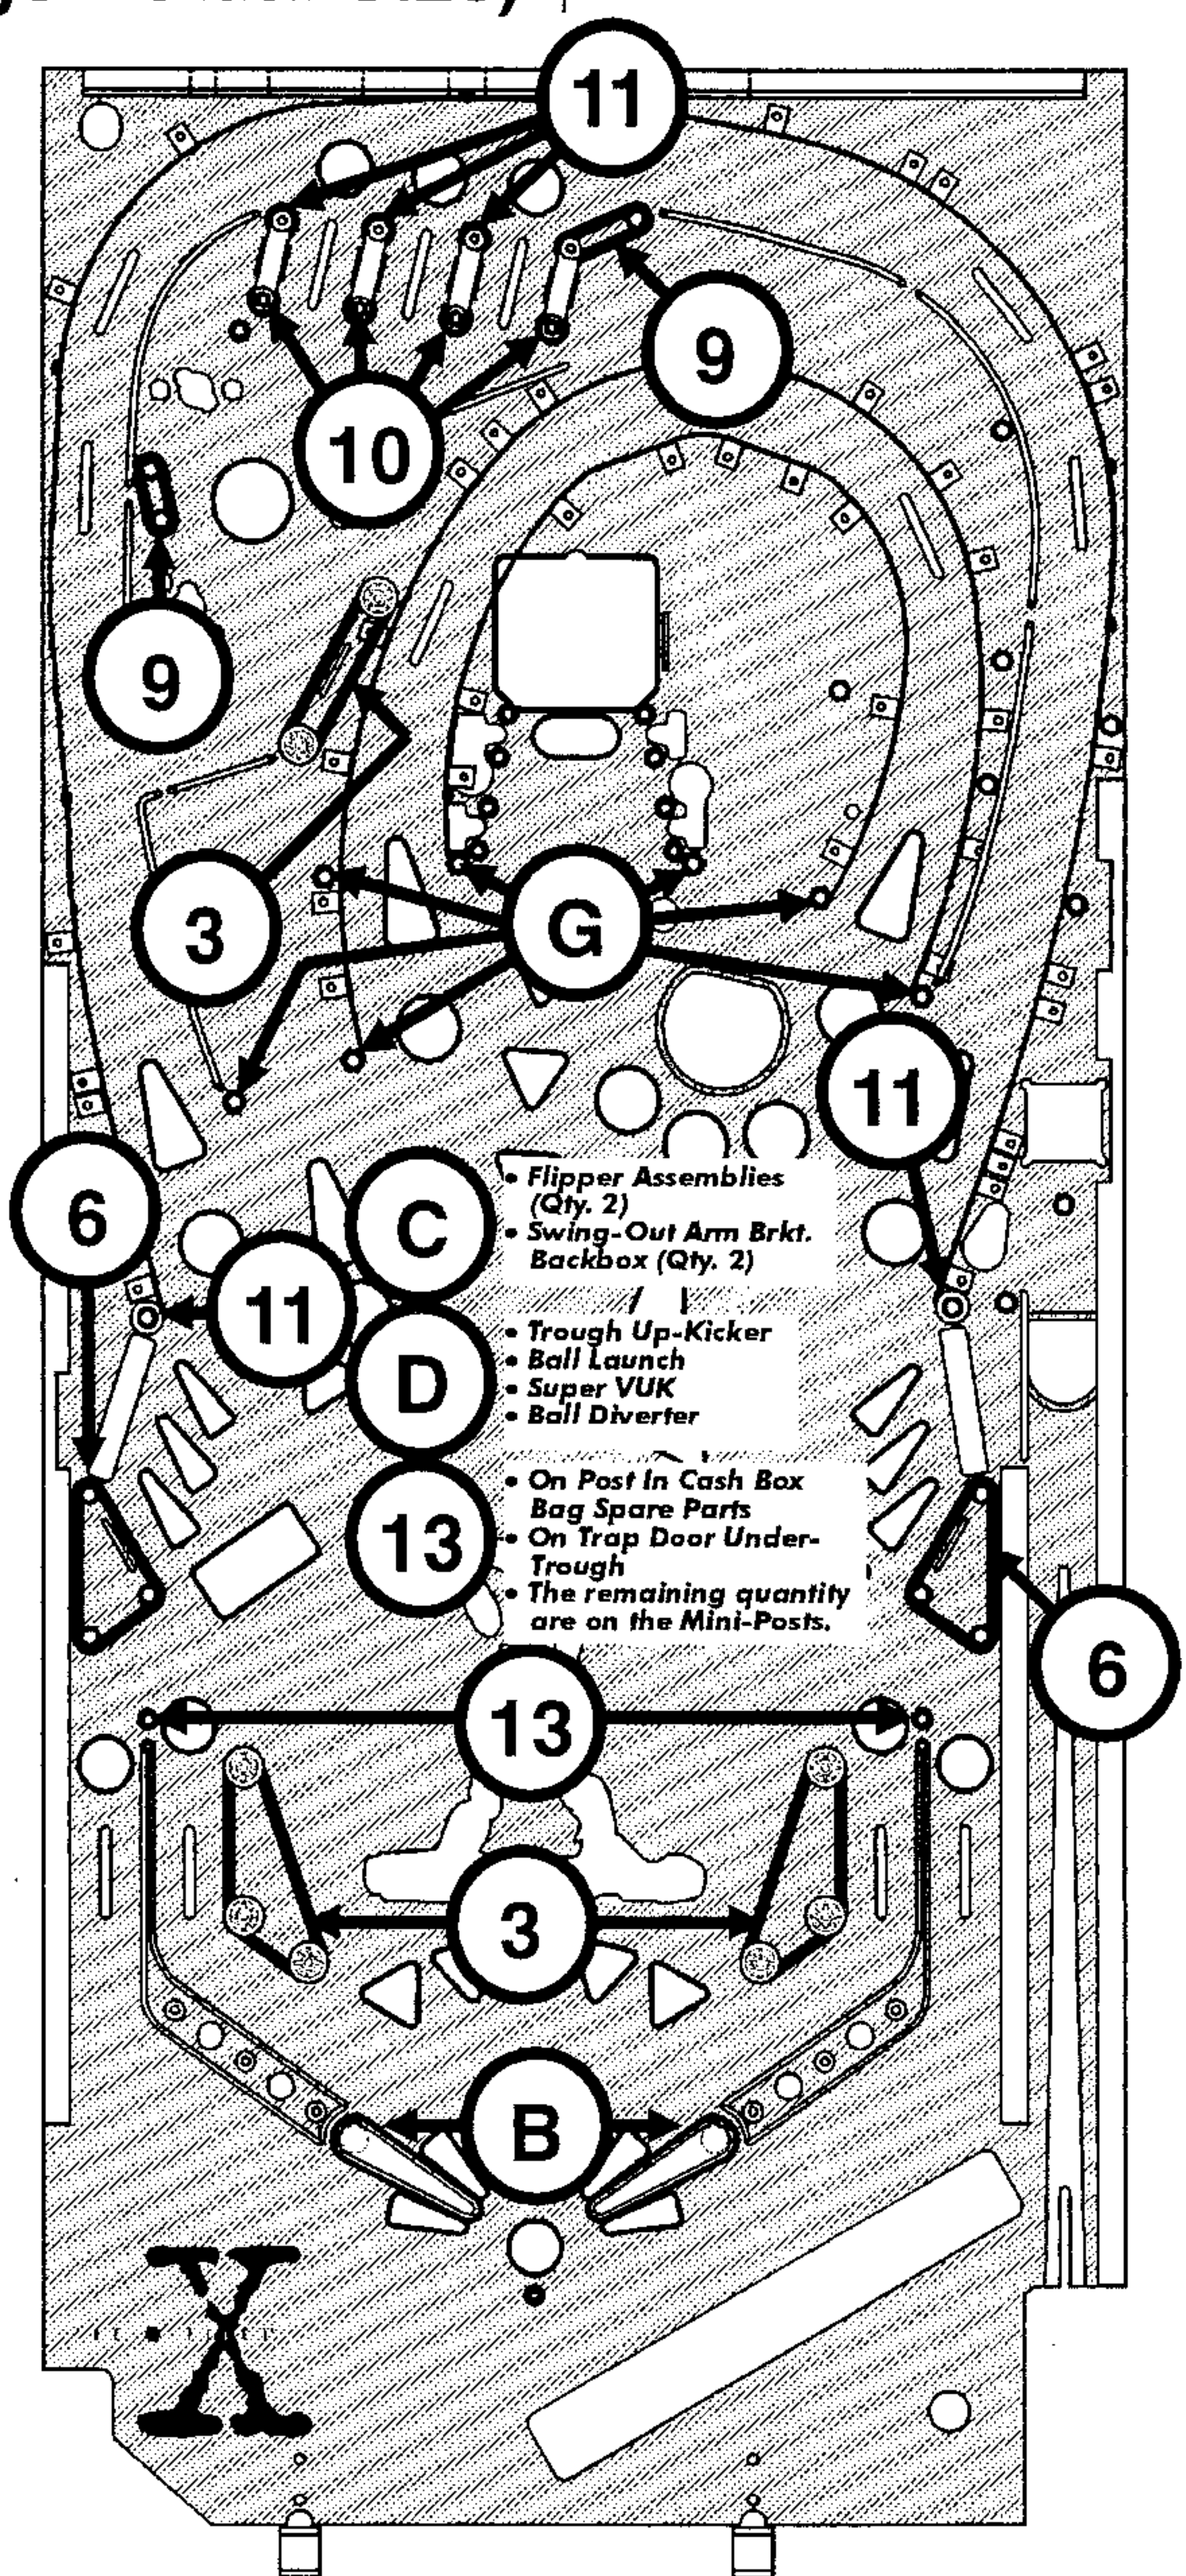 11
9
10
9
3
G
11
6
11
C
• Flipper Assemblies
(Qty. 2)
• Swing-Out Arm Brkt.
Backbox (Qty. 2)
D
• Trough Up-Kicker
• Ball Launch
• Super VUK
• Ball Diverter
13
• On Post In Cash Box
Bag Spare Parts
• On Trap Door Under-
Trough
• The remaining quantity
are on the Mini-Posts.
6
13
3
B
X